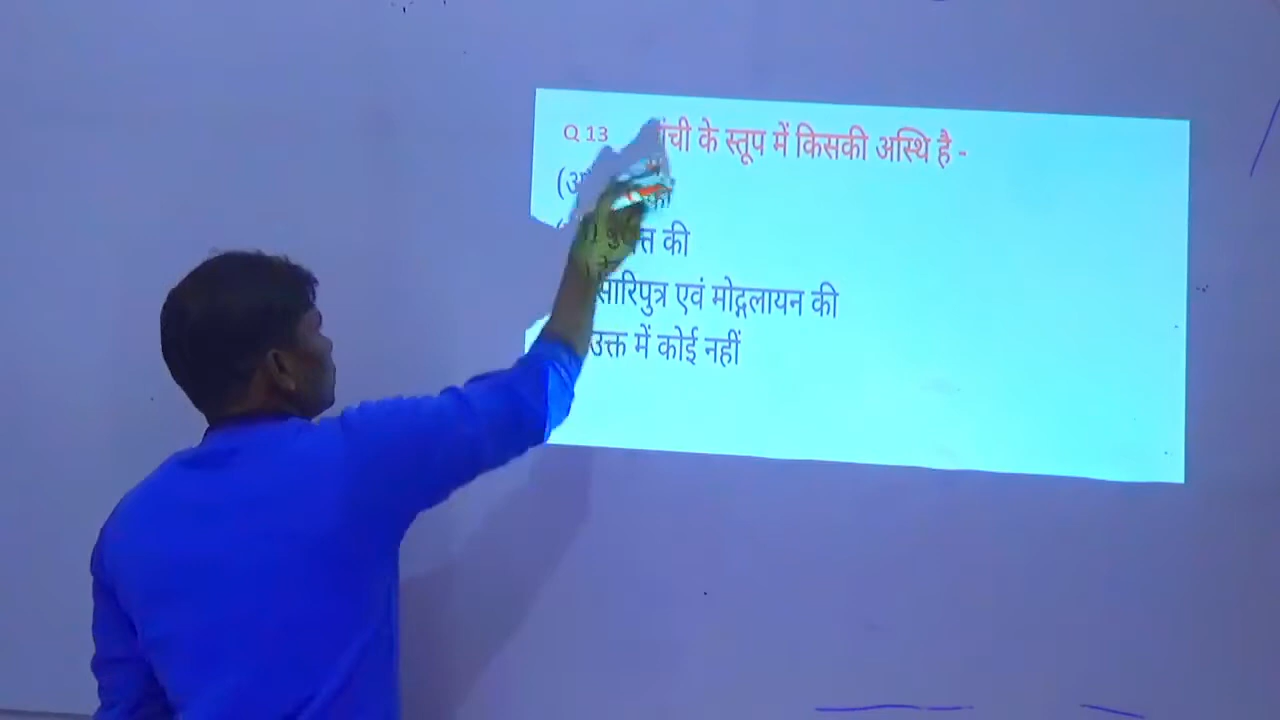 Q 13 के स्तूप में किसकी अस्थि है -
की
सारिपुत्र एवं मोद्गलायन की
उक्त में कोई नहीं